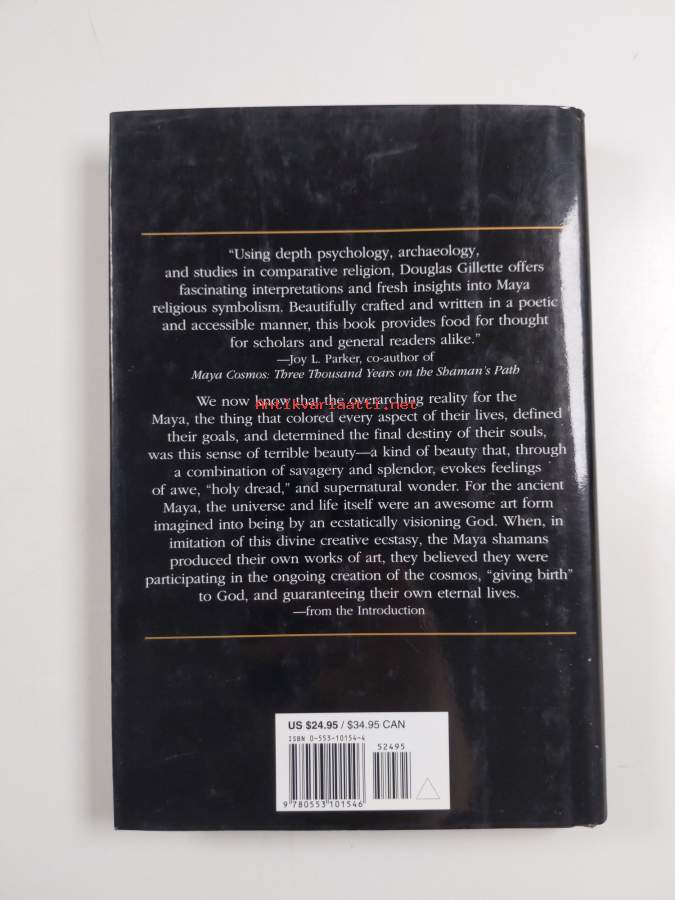 “Using depth psychology, archaeology,
and studies in comparative religion, Douglas Gillette offers
fascinating interpretations and fresh insights into Maya
religious symbolism. Beautifully crafted and written in a poetic
and accessible manner, this book provides food for thought
for scholars and general readers alike.”
—Joy L. Parker, co-author of
Maya Cosmos: Three Thousand Years on the Shaman's Path
We now know that the overarching reality for the
Antikvariaatti.net
Maya, the thing that colored every aspect of their lives, defined
their goals, and determined the final destiny of their souls,
was this sense of terrible beauty—a kind of beauty that, through
a combination of savagery and splendor, evokes feelings
of awe, “holy dread,” and supernatural wonder. For the ancient
Maya, the universe and life itself were an awesome art form
imagined into being by an ecstatically visioning God. When, in
imitation of this divine creative ecstasy, the Maya shamans
produced their own works of art, they believed they were
participating in the ongoing creation of the cosmos, “giving birth”
to God, and guaranteeing their own eternal lives.
—from the Introduction
US $24.95 / $34.95 CAN
ISBN 0-553-10154-4
52495
9 780553 101546